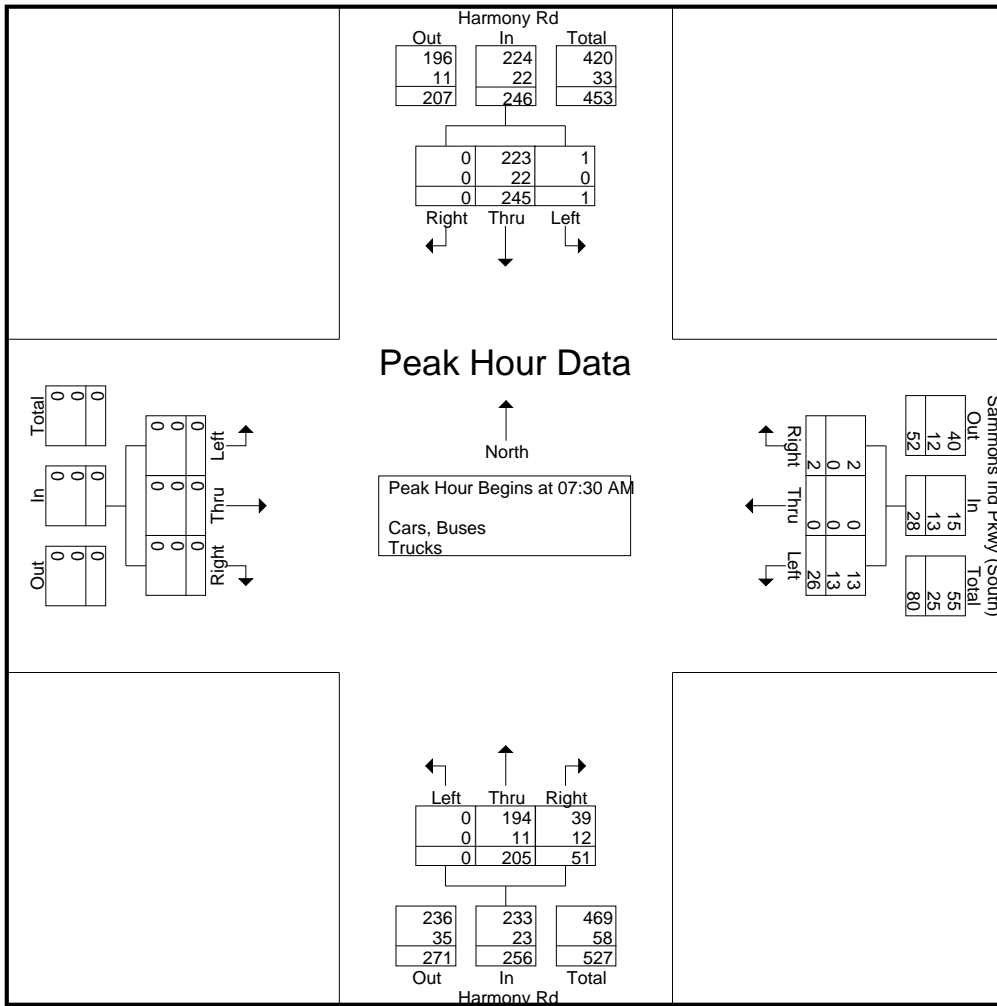 Harmony Rd
Out In Total
196 224 420
11 22 33
207 246 453
0 223 1
0 22 0
0 245 1
Right Thru Left
Peak Hour Data
North
Peak Hour Begins at 07:30 AM
Cars, Buses
Trucks
Total
0 0 0
In
0 0 0
Out
0 0 0
Left
0 0 0
Thru
0 0 0
Right
0 0 0
Right
2 0 2
Thru
0 0 0
Left
13 13 26
Sammons Ind Pkwy (South)
Out In Total
40 15 55
12 13 25
52 28 80
Left Thru Right
0 194 39
0 11 12
0 205 51
236 233 469
35 23 58
271 256 527
Out In Total
Harmony Rd